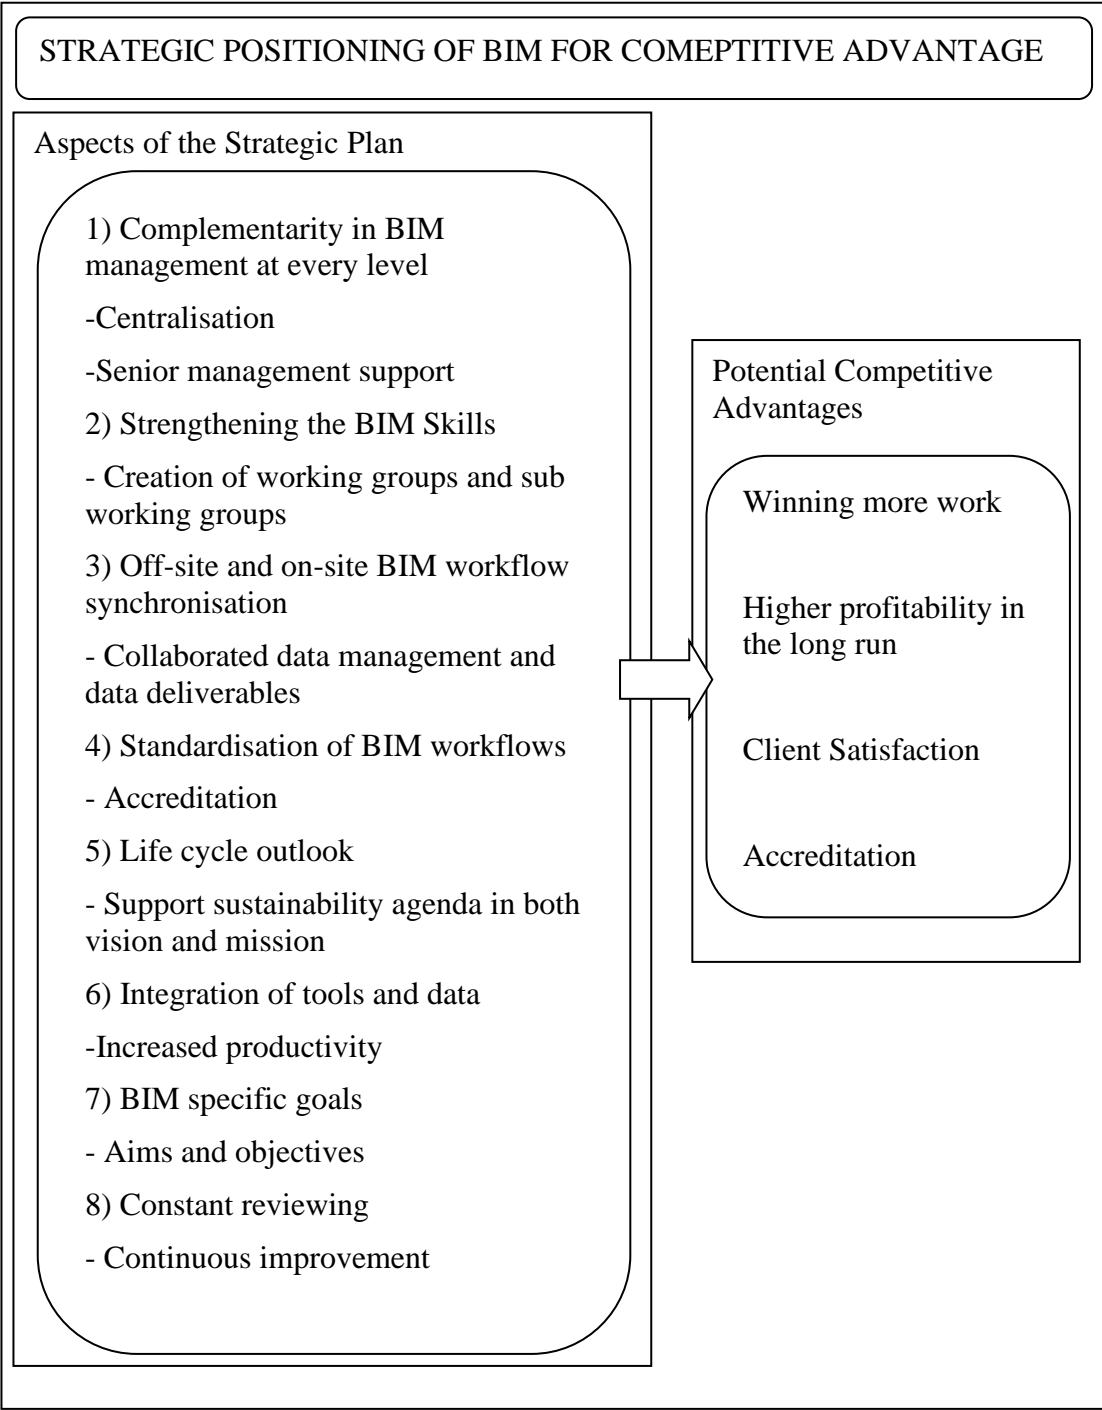 STRATEGIC POSITIONING OF BIM FOR COMEPTITIVE ADVANTAGE
Aspects of the Strategic Plan
1) Complementarity in BIM
management at every level
-Centralisation
-Senior management support
2) Strengthening the BIM Skills
- Creation of working groups and sub
working groups
3) Off-site and on-site BIM workflow
synchronisation
- Collaborated data management and
data deliverables
4) Standardisation of BIM workflows
- Accreditation
5) Life cycle outlook
- Support sustainability agenda in both
vision and mission
6) Integration of tools and data
-Increased productivity
7) BIM specific goals
- Aims and objectives
8) Constant reviewing
- Continuous improvement
Potential Competitive
Advantages
Winning more work
Higher profitability in
the long run
Client Satisfaction
Accreditation